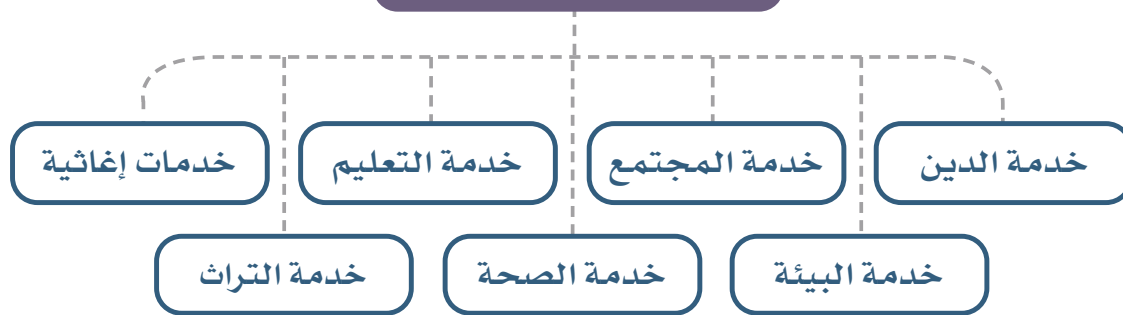 خدمة الدين
خدمة المجتمع
خدمة التعليم
خدمات إغاثية
خدمة البيئة
خدمة الصحة
خدمة التراث